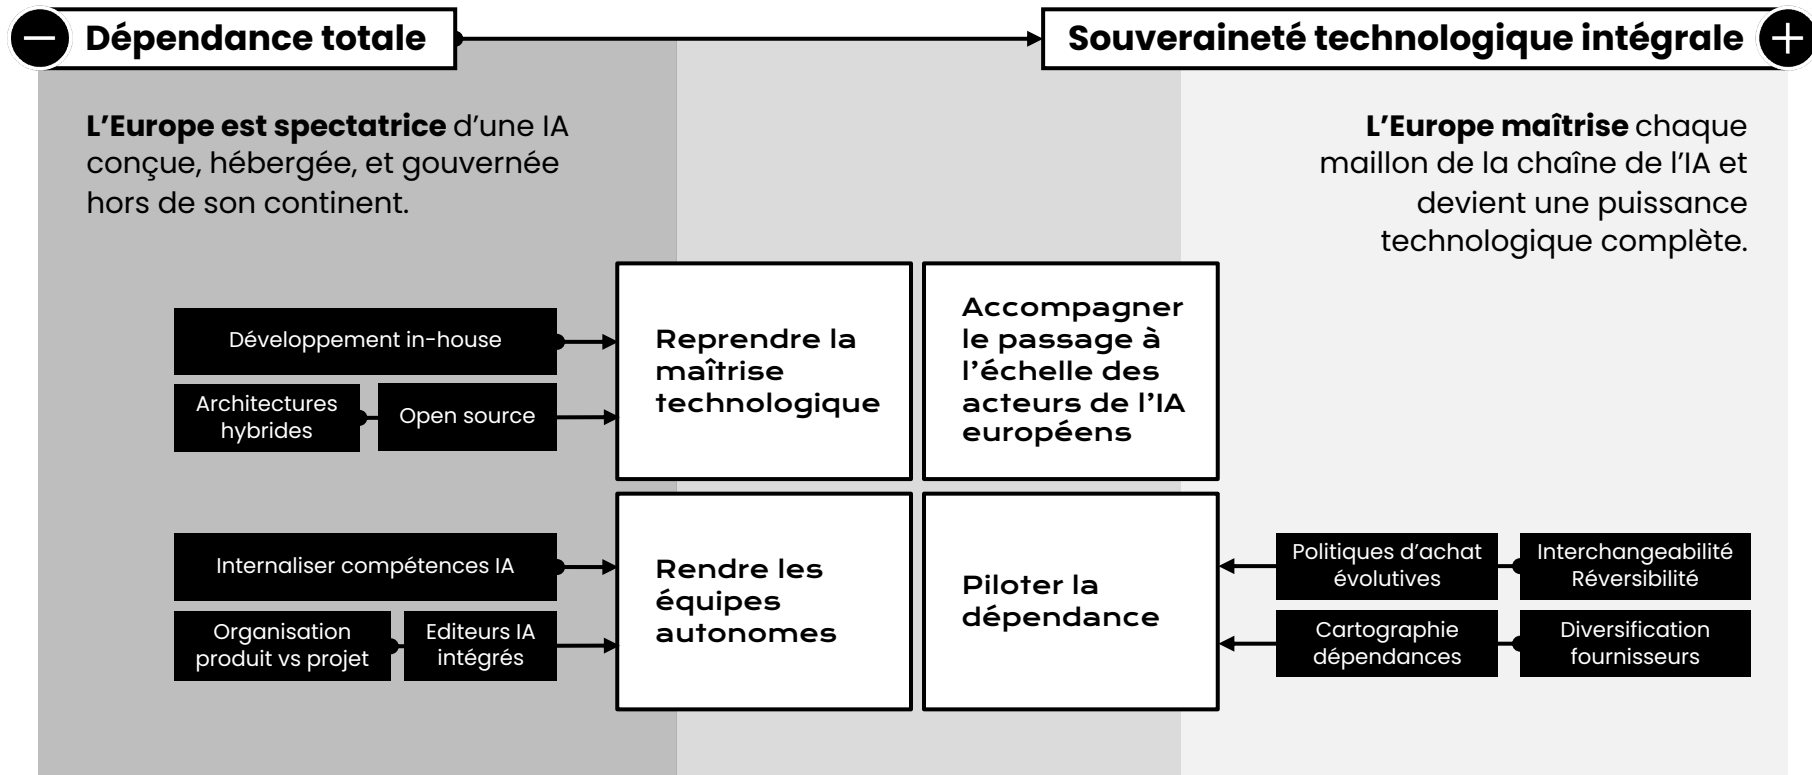 Dépendance totale
Souveraineté technologique intégrale
L’Europe est spectatrice d’une IA
conçue, hébergée, et gouvernée
hors de son continent.
L’Europe maîtrise chaque
maillon de la chaîne de l’IA et
devient une puissance
technologique complète.
Développement in-house
Architectures
hybrides
Open source
Reprendre la
maîtrise
technologique
Accompagner
le passage à
l’échelle des
acteurs de l’IA
européens
Internaliser compétences IA
Organisation
produit vs projet
Editeurs IA
intégrés
Rendre les
équipes
autonomes
Piloter la
dépendance
Politiques d’achat
évolutives
Interchangeabilité
Réversibilité
Cartographie
dépendances
Diversification
fournisseurs